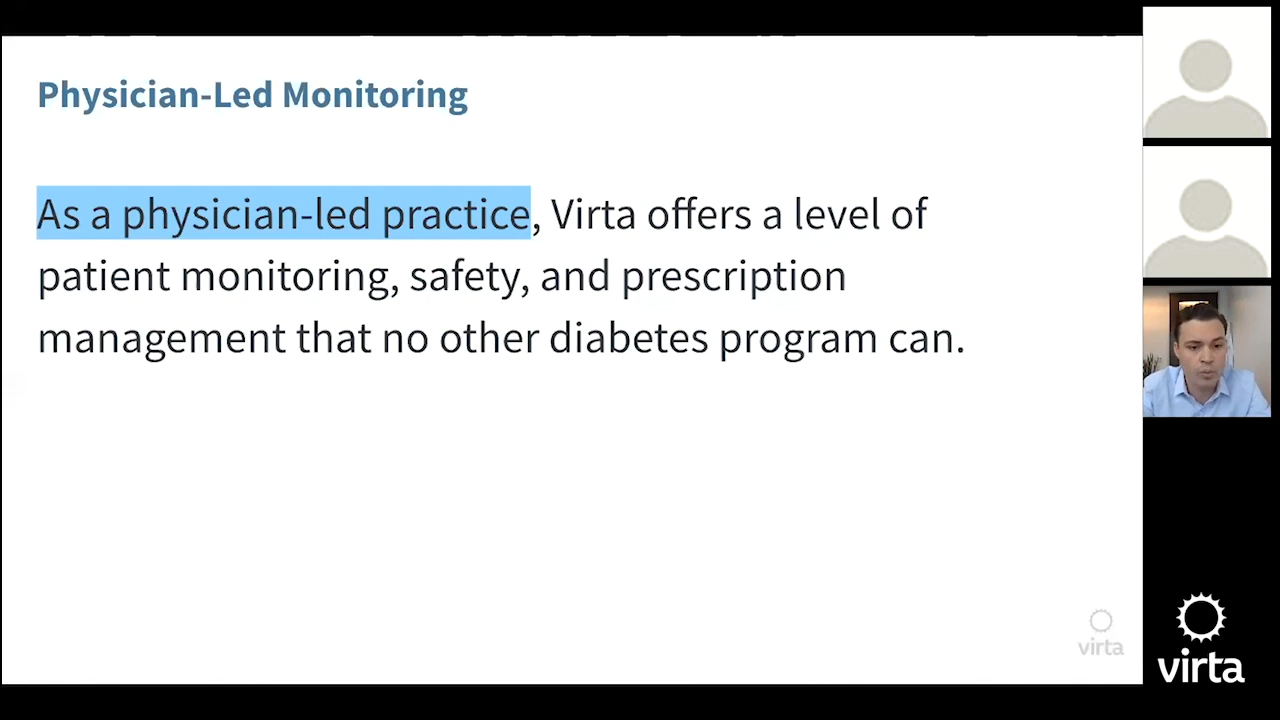 Physician-Led Monitoring
As a physician-led practice, Virta offers a level of
patient monitoring, safety, and prescription
management that no other diabetes program can.
virta
virta